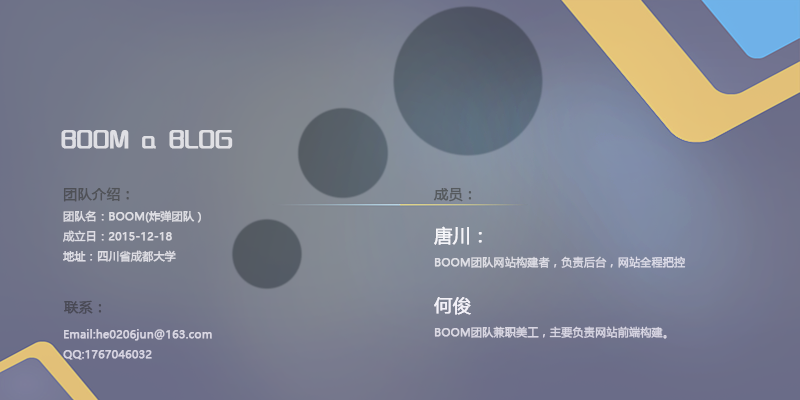 BOOM a BLOG
团队介绍：
团队名：BOOM(炸弹团队）
成立日：2015-12-18
地址：四川省成都大学
联系：
Email:he0206jun@163.com
QQ:1767046032
成员：
唐川：
BOOM团队网站构建者，负责后台，网站全程把控
何俊
BOOM团队兼职美工，主要负责网站前端构建。